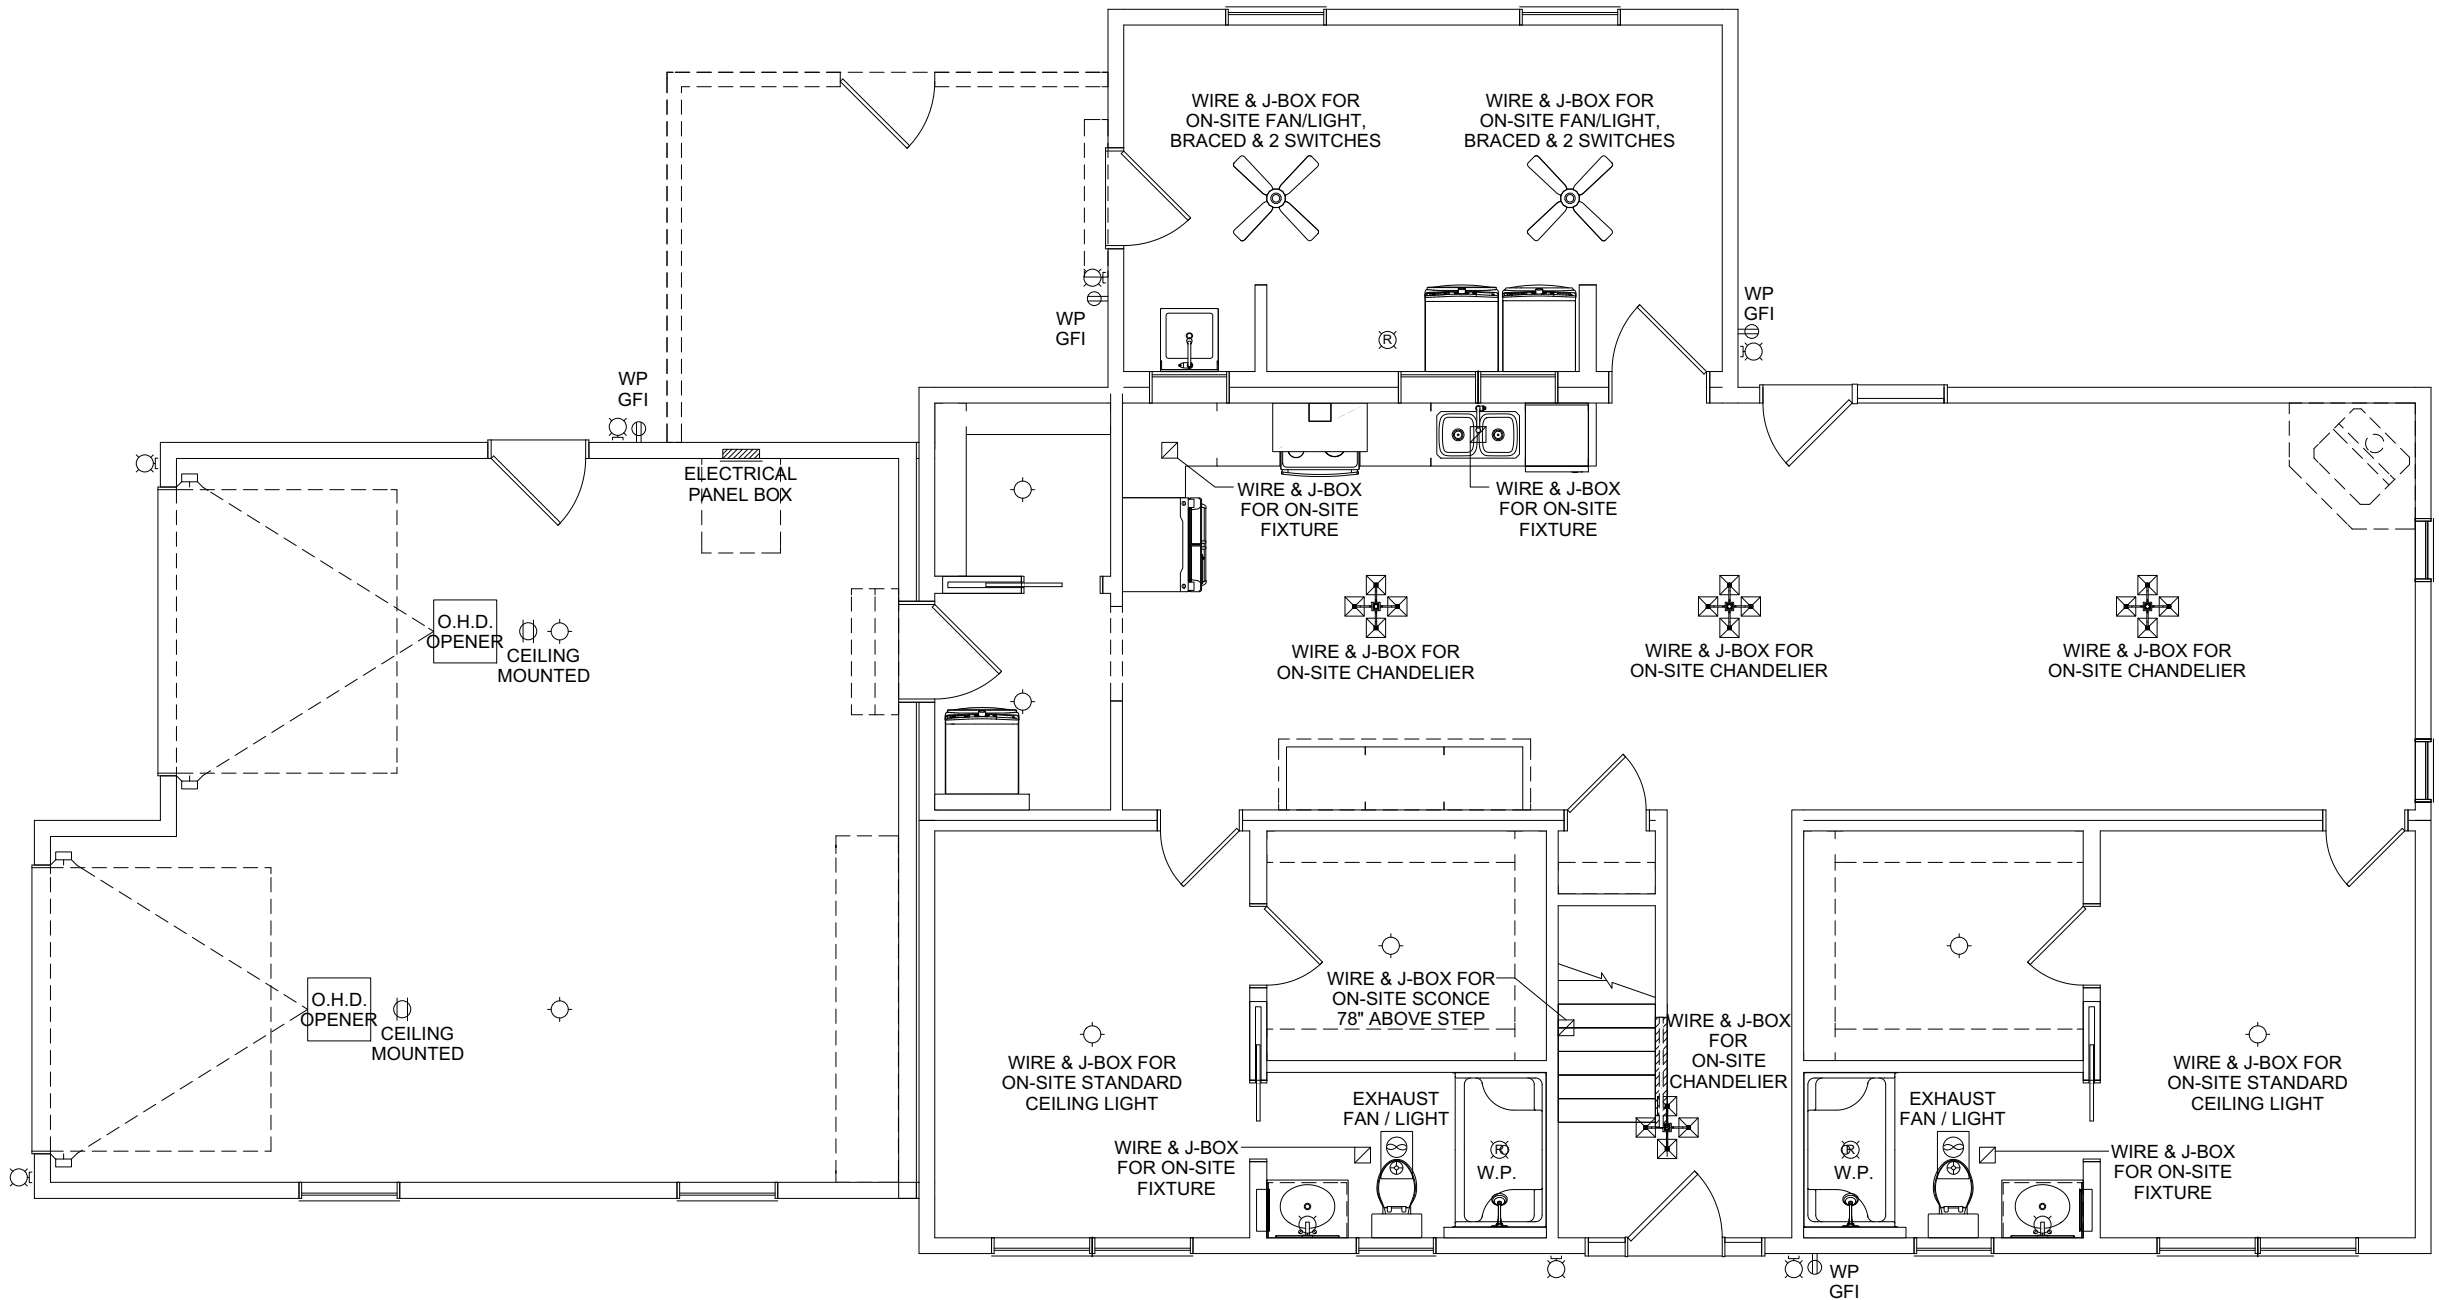 WIRE & J-BOX FOR
ON-SITE FAN/LIGHT,
BRACED & 2 SWITCHES
WIRE & J-BOX FOR
ON-SITE FAN/LIGHT,
BRACED & 2 SWITCHES
WP
GFI
WP
GFI
R
WP
GFI
ELECTRICAL
PANEL BOX
WIRE & J-BOX
FOR ON-SITE
FIXTURE
WIRE & J-BOX
FOR ON-SITE
FIXTURE
O.H.D.
OPENER
CEILING
MOUNTED
WIRE & J-BOX FOR
ON-SITE CHANDELIER
WIRE & J-BOX FOR
ON-SITE CHANDELIER
WIRE & J-BOX FOR
ON-SITE CHANDELIER
O.H.D.
OPENER
CEILING
MOUNTED
WIRE & J-BOX FOR
ON-SITE STANDARD
CEILING LIGHT
WIRE & J-BOX FOR
ON-SITE SCONCE
78" ABOVE STEP
WIRE & J-BOX
FOR
ON-SITE
CHANDELIER
WIRE & J-BOX FOR
ON-SITE STANDARD
CEILING LIGHT
EXHAUST
FAN / LIGHT
EXHAUST
FAN / LIGHT
WIRE & J-BOX
FOR ON-SITE
FIXTURE
R
W.P.
R
W.P.
WIRE & J-BOX
FOR ON-SITE
FIXTURE
WP
GFI